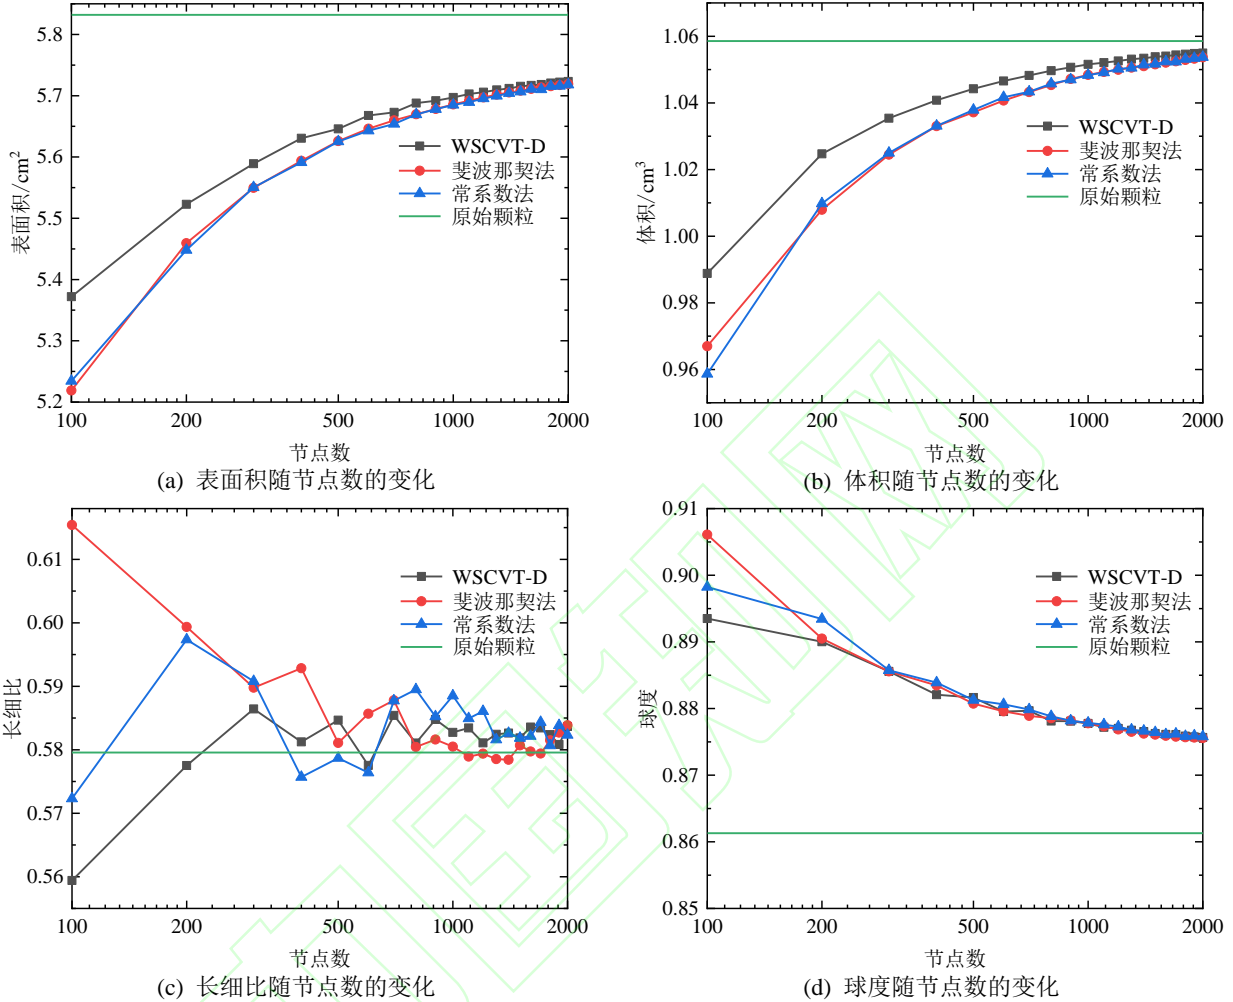 5.8
5.7
5.6
5.5
5.4
5.3
5.2
表面积/cm²
WSCVT-D
斐波那契法
常系数法
原始颗粒
100 200 500 1000 2000
节点数
(a) 表面积随节点数的变化
1.06
1.04
1.02
1.00
0.98
0.96
体积/cm³
WSCVT-D
斐波那契法
常系数法
原始颗粒
100 200 500 1000 2000
节点数
(b) 体积随节点数的变化
0.61
0.60
0.59
0.58
0.57
0.56
长细比
WSCVT-D
斐波那契法
常系数法
原始颗粒
100 200 500 1000 2000
节点数
(c) 长细比随节点数的变化
0.91
0.90
0.89
0.88
0.87
0.86
0.85
球度
WSCVT-D
斐波那契法
常系数法
原始颗粒
100 200 500 1000 2000
节点数
(d) 球度随节点数的变化